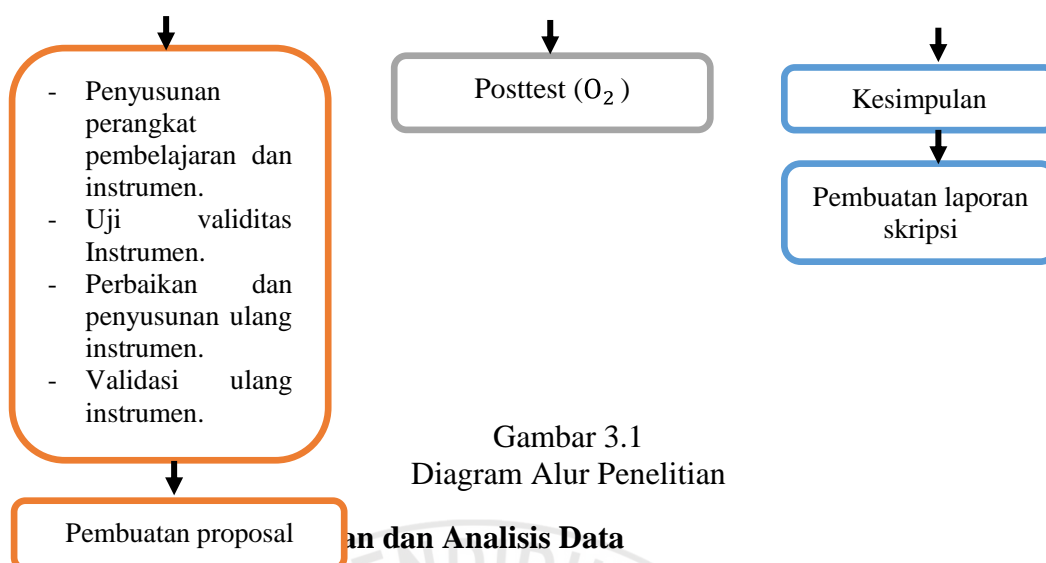 - Penyusunan
perangkat
pembelajaran dan
instrumen.
- Uji validitas
Instrumen.
- Perbaikan dan
penyusunan ulang
instrumen.
- Validasi ulang
instrumen.
Pembuatan proposal
Posttest (O₂)
Kesimpulan
Pembuatan laporan
skripsi
Gambar 3.1
Diagram Alur Penelitian
an dan Analisis Data